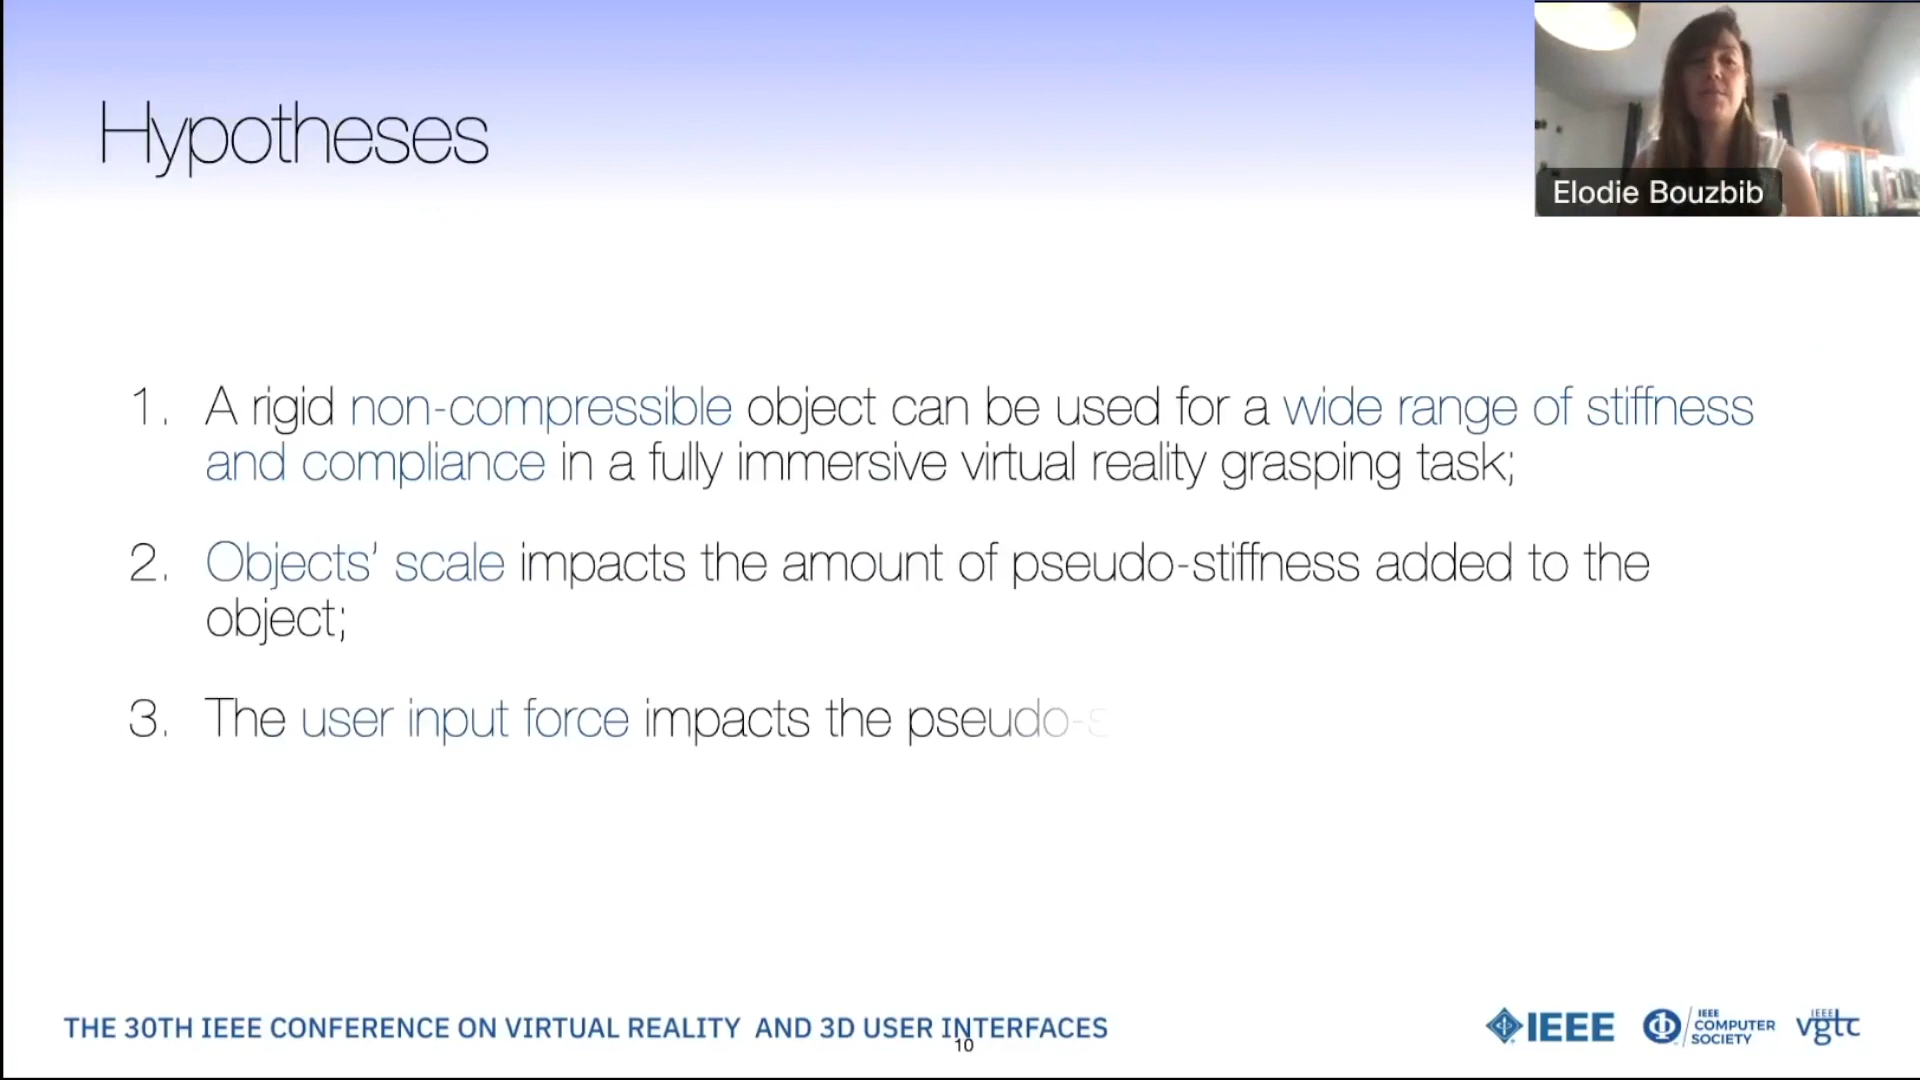 Hypotheses
Elodie Bouzbib
1. A rigid non-compressible object can be used for a wide range of stiffness
and compliance in a fully immersive virtual reality grasping task;
2. Objects' scale impacts the amount of pseudo-stiffness added to the
object;
3. The user input force impacts the pseudo-s
THE 30TH IEEE CONFERENCE ON VIRTUAL REALITY AND 3D USER INTERFACES
10
IEEE
IEEE
COMPUTER
SOCIETY
IEEE
vgtc